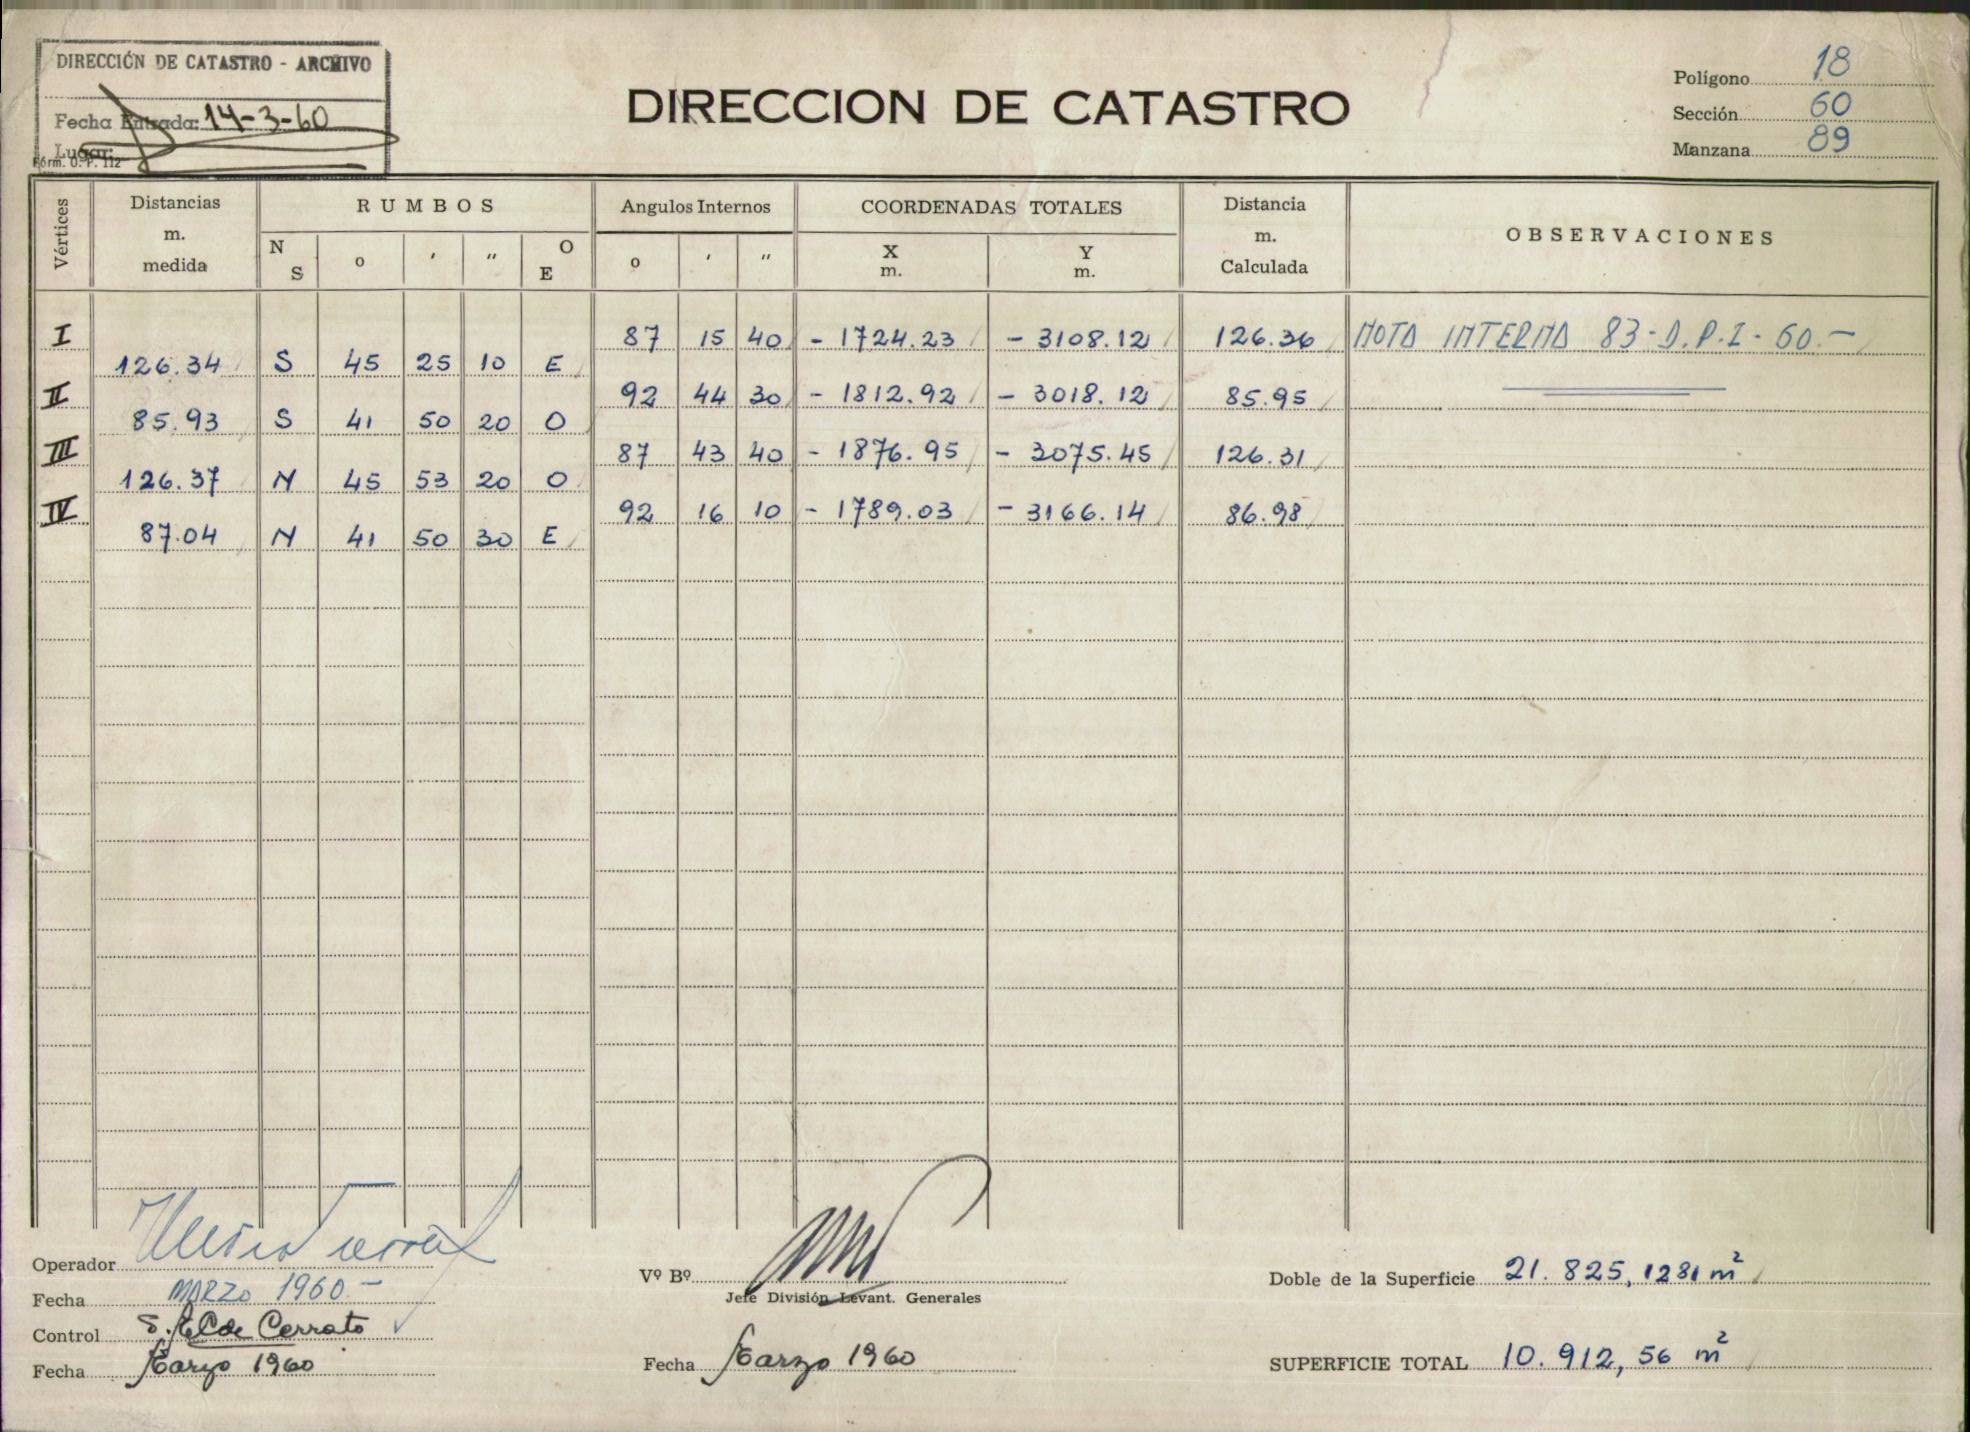 DIRECCIÓN DE CATASTRO - ARCHIVO
Fecha Entrada: 14-3-60
Lugar:
Fórm. O. P. 112
DIRECCION DE CATASTRO
Polígono 18
Sección 60
Manzana 89
Vértices Distancias m. medida RUMBOS Angulos Internos COORDENADAS TOTALES Distancia m. Calculada OBSERVACIONES
N S o ′ ″ O E o ′ ″ X m. Y m.
I 87 15 40 - 1724.23 - 3108.12 126.36 NOTA INTERNA 83-D.P.I-60.-
126.34 S 45 25 10 E
II 92 44 30 - 1812.92 - 3018.12 85.95
85.93 S 41 50 20 O
III 87 43 40 - 1876.95 - 3075.45 126.31
126.37 N 45 53 20 O
IV 92 16 10 - 1789.03 - 3166.14 86.98
87.04 N 41 50 30 E
Operador
Fecha MARZO 1960-
Control Cerrato
Fecha Marzo 1960
Vº Bº
Jefe División Levant. Generales
Fecha Marzo 1960
Doble de la Superficie 21.825,1281 m²
SUPERFICIE TOTAL 10.912,56 m²